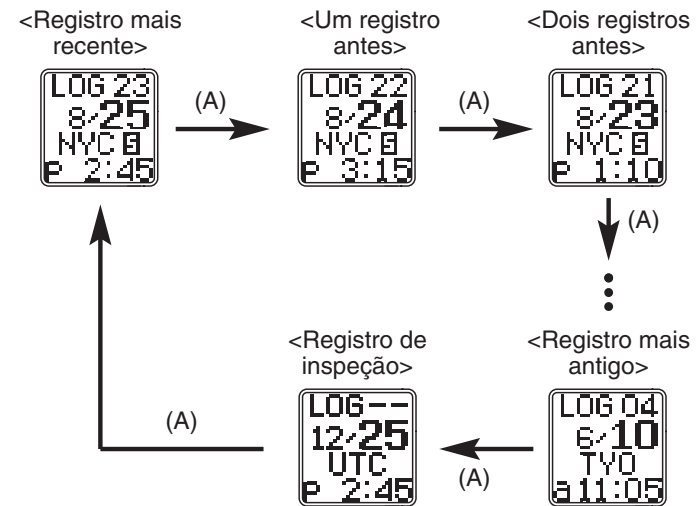 <Registro mais
recente>
LOG 23
8/25
NYC S
P 2:45
(A)
<Um registro
antes>
LOG 22
8/24
NYC S
P 3:15
(A)
<Dois registros
antes>
LOG 21
8/23
NYC S
P 1:10
(A)
<Registro mais
antigo>
LOG 04
6/10
TYO
a 11:05
(A)
<Registro de
inspeção>
LOG--
12/25
UTC
P 2:45
(A)